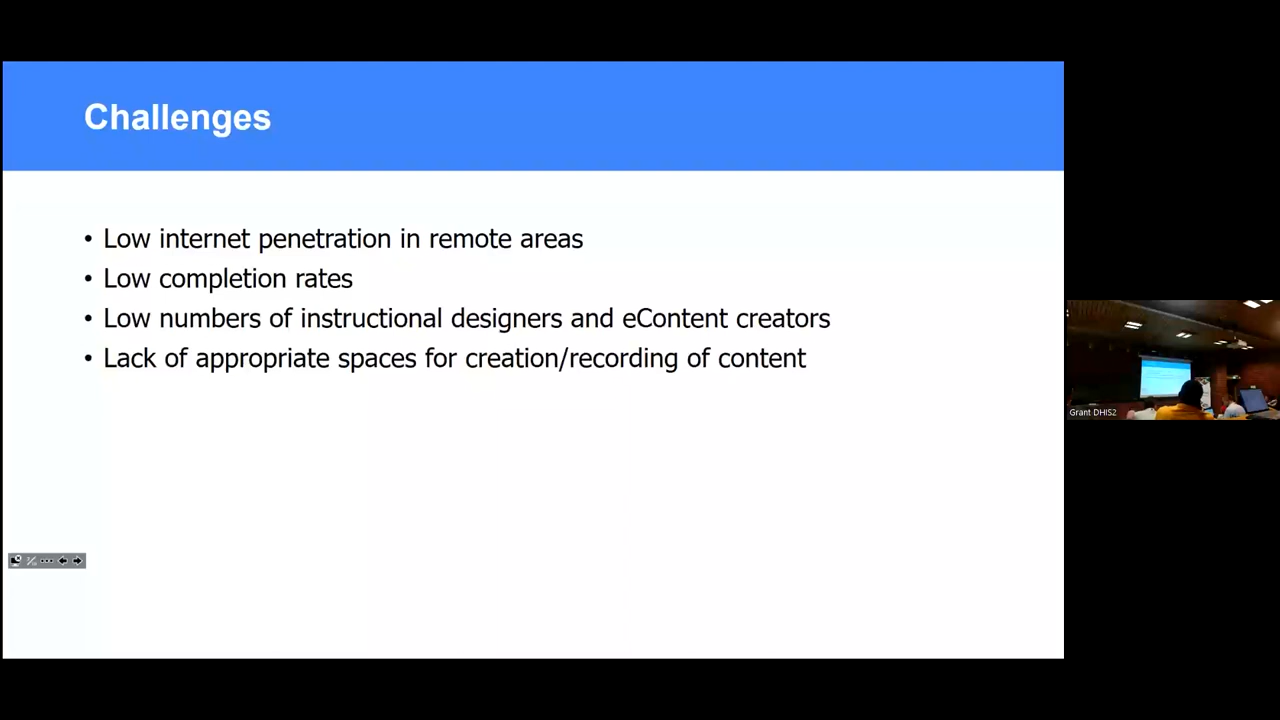 Challenges
• Low internet penetration in remote areas
• Low completion rates
• Low numbers of instructional designers and eContent creators
• Lack of appropriate spaces for creation/recording of content
Grant DHIS2